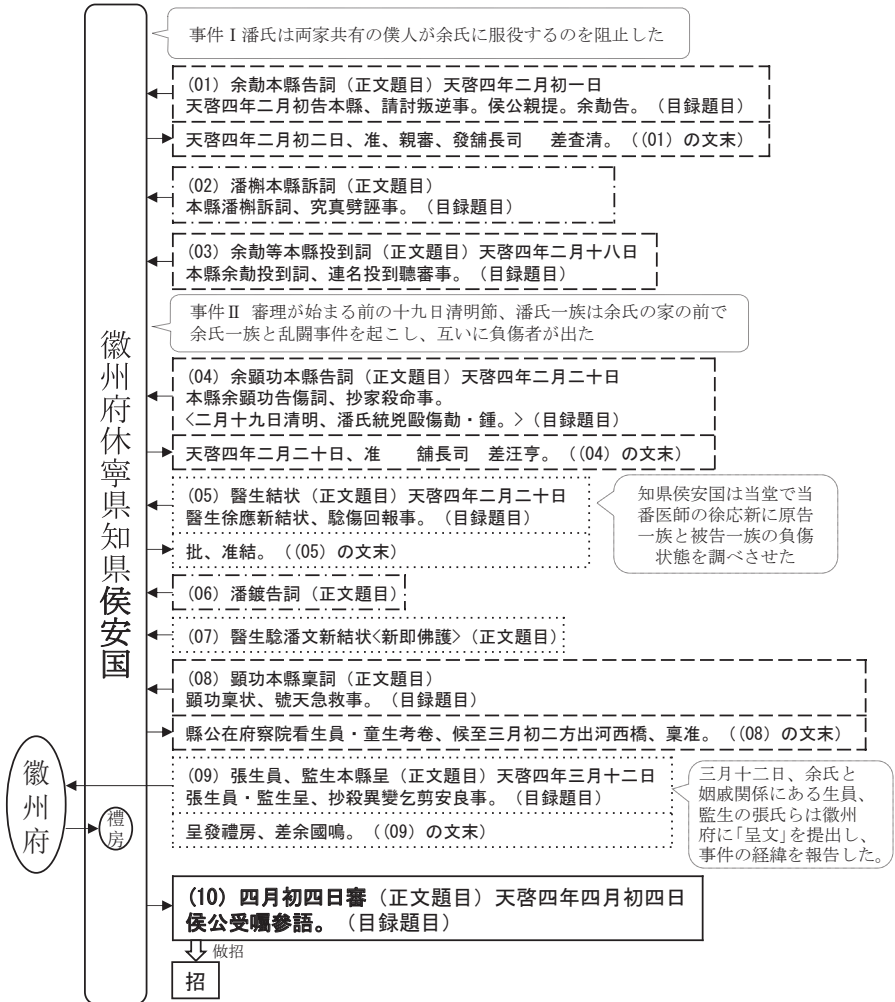 事件Ⅰ潘氏は両家共有の僕人が余氏に服役するのを阻止した
(01) 余勣本縣告詞 (正文題目) 天啓四年二月初一日
天啓四年二月初告本縣、請討叛逆事。侯公親提。余勣告。(目録題目)
天啓四年二月初二日、准、親審、發舖長司　差査清。((01) の文末)
(02) 潘槲本縣訴詞 (正文題目)
本縣潘槲訴詞、究真劈誣事。(目録題目)
(03) 余勣等本縣投到詞 (正文題目) 天啓四年二月十八日
本縣余勣投到詞、連名投到聽審事。(目録題目)
事件Ⅱ 審理が始まる前の十九日清明節、潘氏一族は余氏の家の前で
余氏一族と乱闘事件を起こし、互いに負傷者が出た
徽州府休寧県知県侯安国
(04) 余顯功本縣告詞 (正文題目) 天啓四年二月二十日
本縣余顯功告傷詞、抄家殺命事。
<二月十九日清明、潘氏統兇毆傷勣・鍾。> (目録題目)
天啓四年二月二十日、准　　舖長司　差汪亨。((04) の文末)
(05) 醫生結状 (正文題目) 天啓四年二月二十日
醫生徐應新結状、騐傷回報事。(目録題目)
批、准結。((05) の文末)
知県侯安国は当堂で当
番医師の徐応新に原告
一族と被告一族の負傷
状態を調べさせた
(06) 潘鍍告詞 (正文題目)
(07) 醫生騐潘文新結状<新即佛護> (正文題目)
(08) 顯功本縣稟詞 (正文題目)
顯功稟状、號天急救事。(目録題目)
縣公在府察院看生員・童生考卷、候至三月初二方出河西橋、稟准。((08) の文末)
徽州府
禮房
(09) 張生員、監生本縣呈 (正文題目) 天啓四年三月十二日
張生員・監生呈、抄殺異變乞剪安良事。(目録題目)
呈發禮房、差余國鳴。((09) の文末)
三月十二日、余氏と
姻戚関係にある生員、
監生の張氏らは徽州
府に「呈文」を提出し、
事件の経緯を報告した。
(10) 四月初四日審 (正文題目) 天啓四年四月初四日
侯公受囑參語。(目録題目)
做招
招